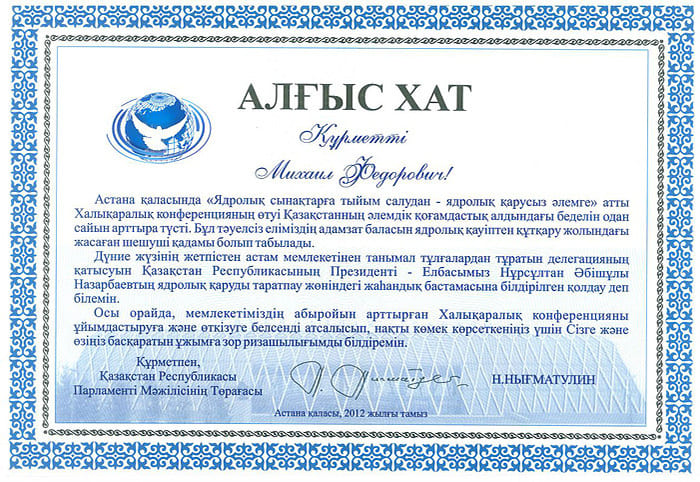 АЛҒЫС ХАТ
Құрметті
Михаил Федорович!
Астана қаласында «Ядролық сынақтарға тыйым салудан - ядролық қарусыз әлемге» атты
Халықаралық конференцияның өтуі Қазақстанның әлемдік қоғамдастық алдындағы беделін одан
сайын арттыра түсті. Бұл тәуелсіз еліміздің адамзат баласын ядролық қауіптен құтқару жолындағы
жасаған шешуші қадамы болып табылады.
Дүние жүзінің жетпістен астам мемлекетінен танымал тұлғалардан тұратын делегацияның
қатысуын Қазақстан Республикасының Президенті - Елбасымыз Нұрсұлтан Әбішұлы
Назарбаевтың ядролық қаруды таратпау жөніндегі жаһандық бастамасына білдірілген қолдау деп
білемін.
Осы орайда, мемлекетіміздің абыройын арттырған Халықаралық конференцияны
ұйымдастыруға және өткізуге белсенді атсалысып, нақты көмек көрсеткеніңіз үшін Сізге және
өзіңіз басқаратын ұжымға зор ризашылығымды білдіремін.
Құрметпен,
Қазақстан Республикасы
Парламенті Мәжілісінің Төрағасы
Н.НЫҒМАТУЛИН
Астана қаласы, 2012 жылғы тамыз